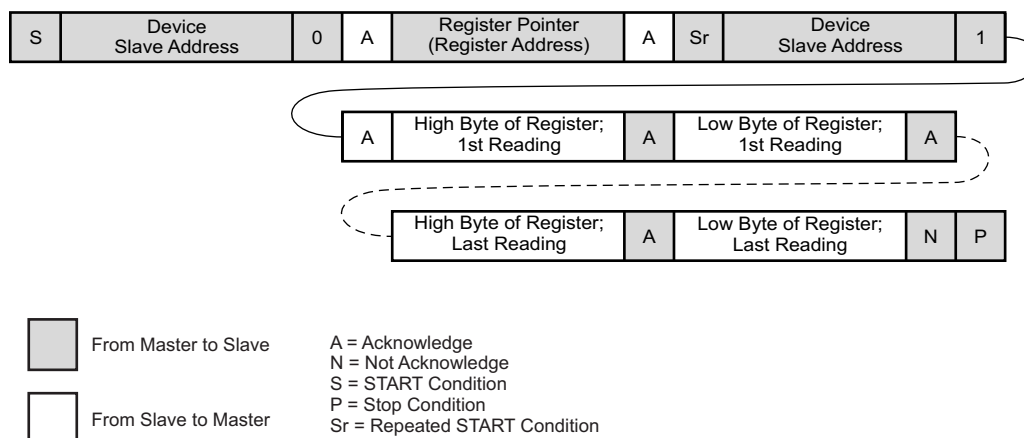 S Device Slave Address 0 A Register Pointer (Register Address) A Sr Device Slave Address 1
A High Byte of Register; 1st Reading A Low Byte of Register; 1st Reading A
High Byte of Register; Last Reading A Low Byte of Register; Last Reading N P
From Master to Slave
From Slave to Master
A = Acknowledge
N = Not Acknowledge
S = START Condition
P = Stop Condition
Sr = Repeated START Condition